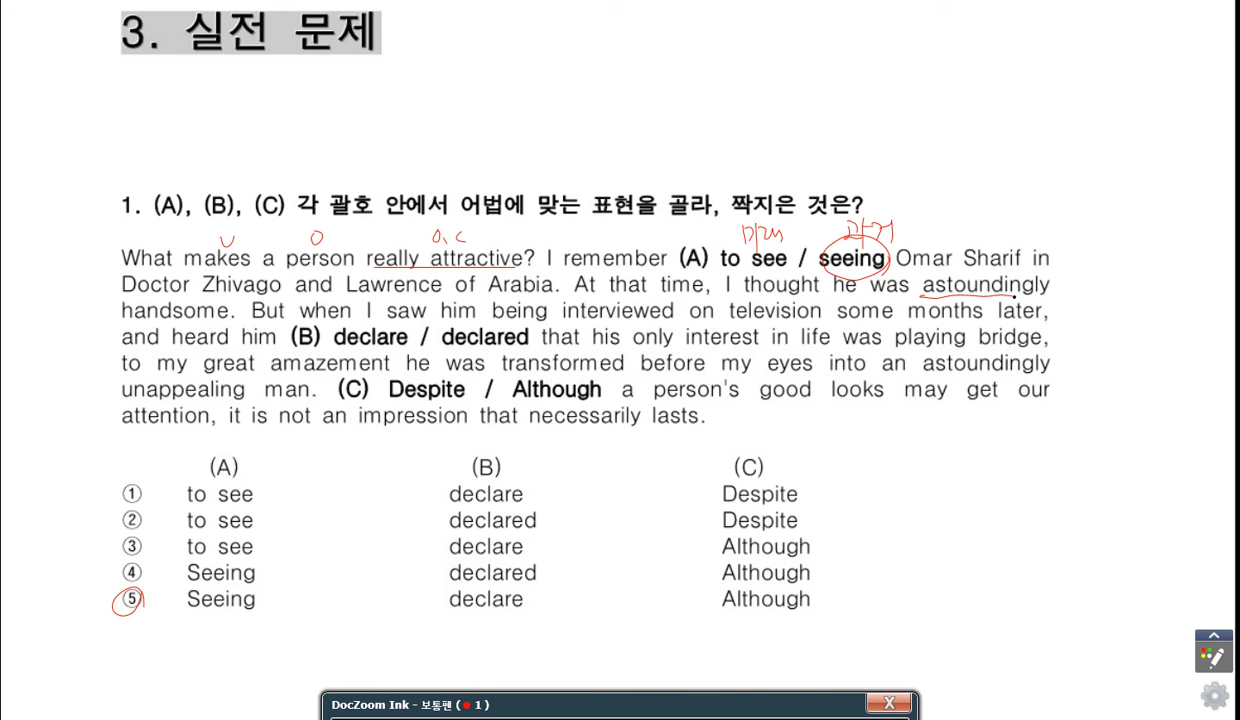 3. 실전 문제
1. (A), (B), (C) 각 괄호 안에서 어법에 맞는 표현을 골라, 짝지은 것은?
V O O.C 미래 과거
What makes a person really attractive? I remember (A) to see / seeing Omar Sharif in
Doctor Zhivago and Lawrence of Arabia. At that time, I thought he was astoundingly
handsome. But when I saw him being interviewed on television some months later,
and heard him (B) declare / declared that his only interest in life was playing bridge,
to my great amazement he was transformed before my eyes into an astoundingly
unappealing man. (C) Despite / Although a person's good looks may get our
attention, it is not an impression that necessarily lasts.
(A) (B) (C)
① to see declare Despite
② to see declared Despite
③ to see declare Although
④ Seeing declared Although
⑤ Seeing declare Although
DocZoom Ink - 보통펜 ( 1 ) X